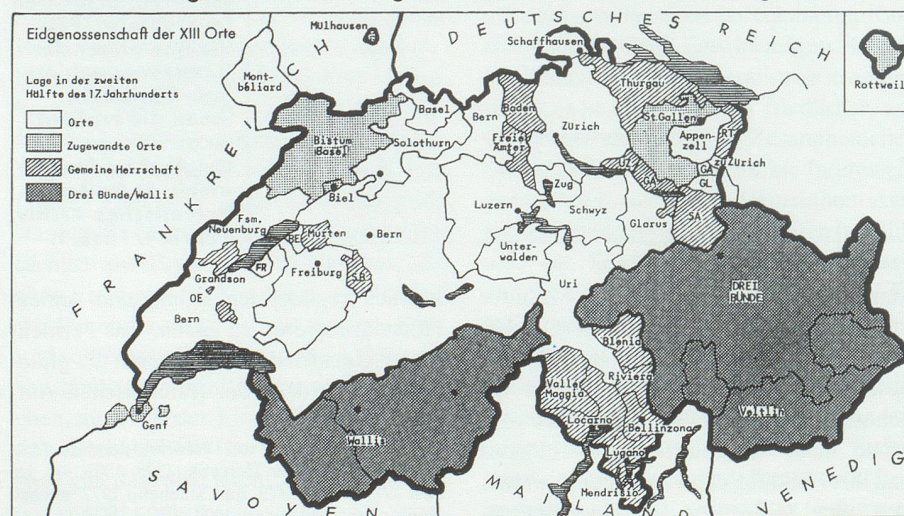 Eidgenossenschaft der XIII Orte
Lage in der zweiten
Hälfte des 17. Jahrhunderts
Orte
Zugewandte Orte
Gemeine Herrschaft
Drei Bünde/Wallis
Mülhausen
DEUTSCHES REICH
Schaffhausen
Rottweil
Mont-
béliard
FRANKREICH
Thurgau
Basel
Bern
Baden
Freie
Ämter
Zürich
St.Gallen
Appen-
zell
RT
zu Zürich
Bistum
Basel
Solothurn
UZ
GA
GA
GL
Biel
Zug
Luzern
Schwyz
Glarus
SA
Fsm.
Neuenburg
BE
Murten
Bern
Unter-
walden
Grandson
FR
Freiburg
SB
Uri
DREI
BÜNDE
OE
Bern
Blenio
Riviera
Valle
Maggia
Veltlin
Genf
Wallis
Locarno
Bellinzona
Lugano
Mendrisio
SAVOYEN
MAILAND
VENEDIG